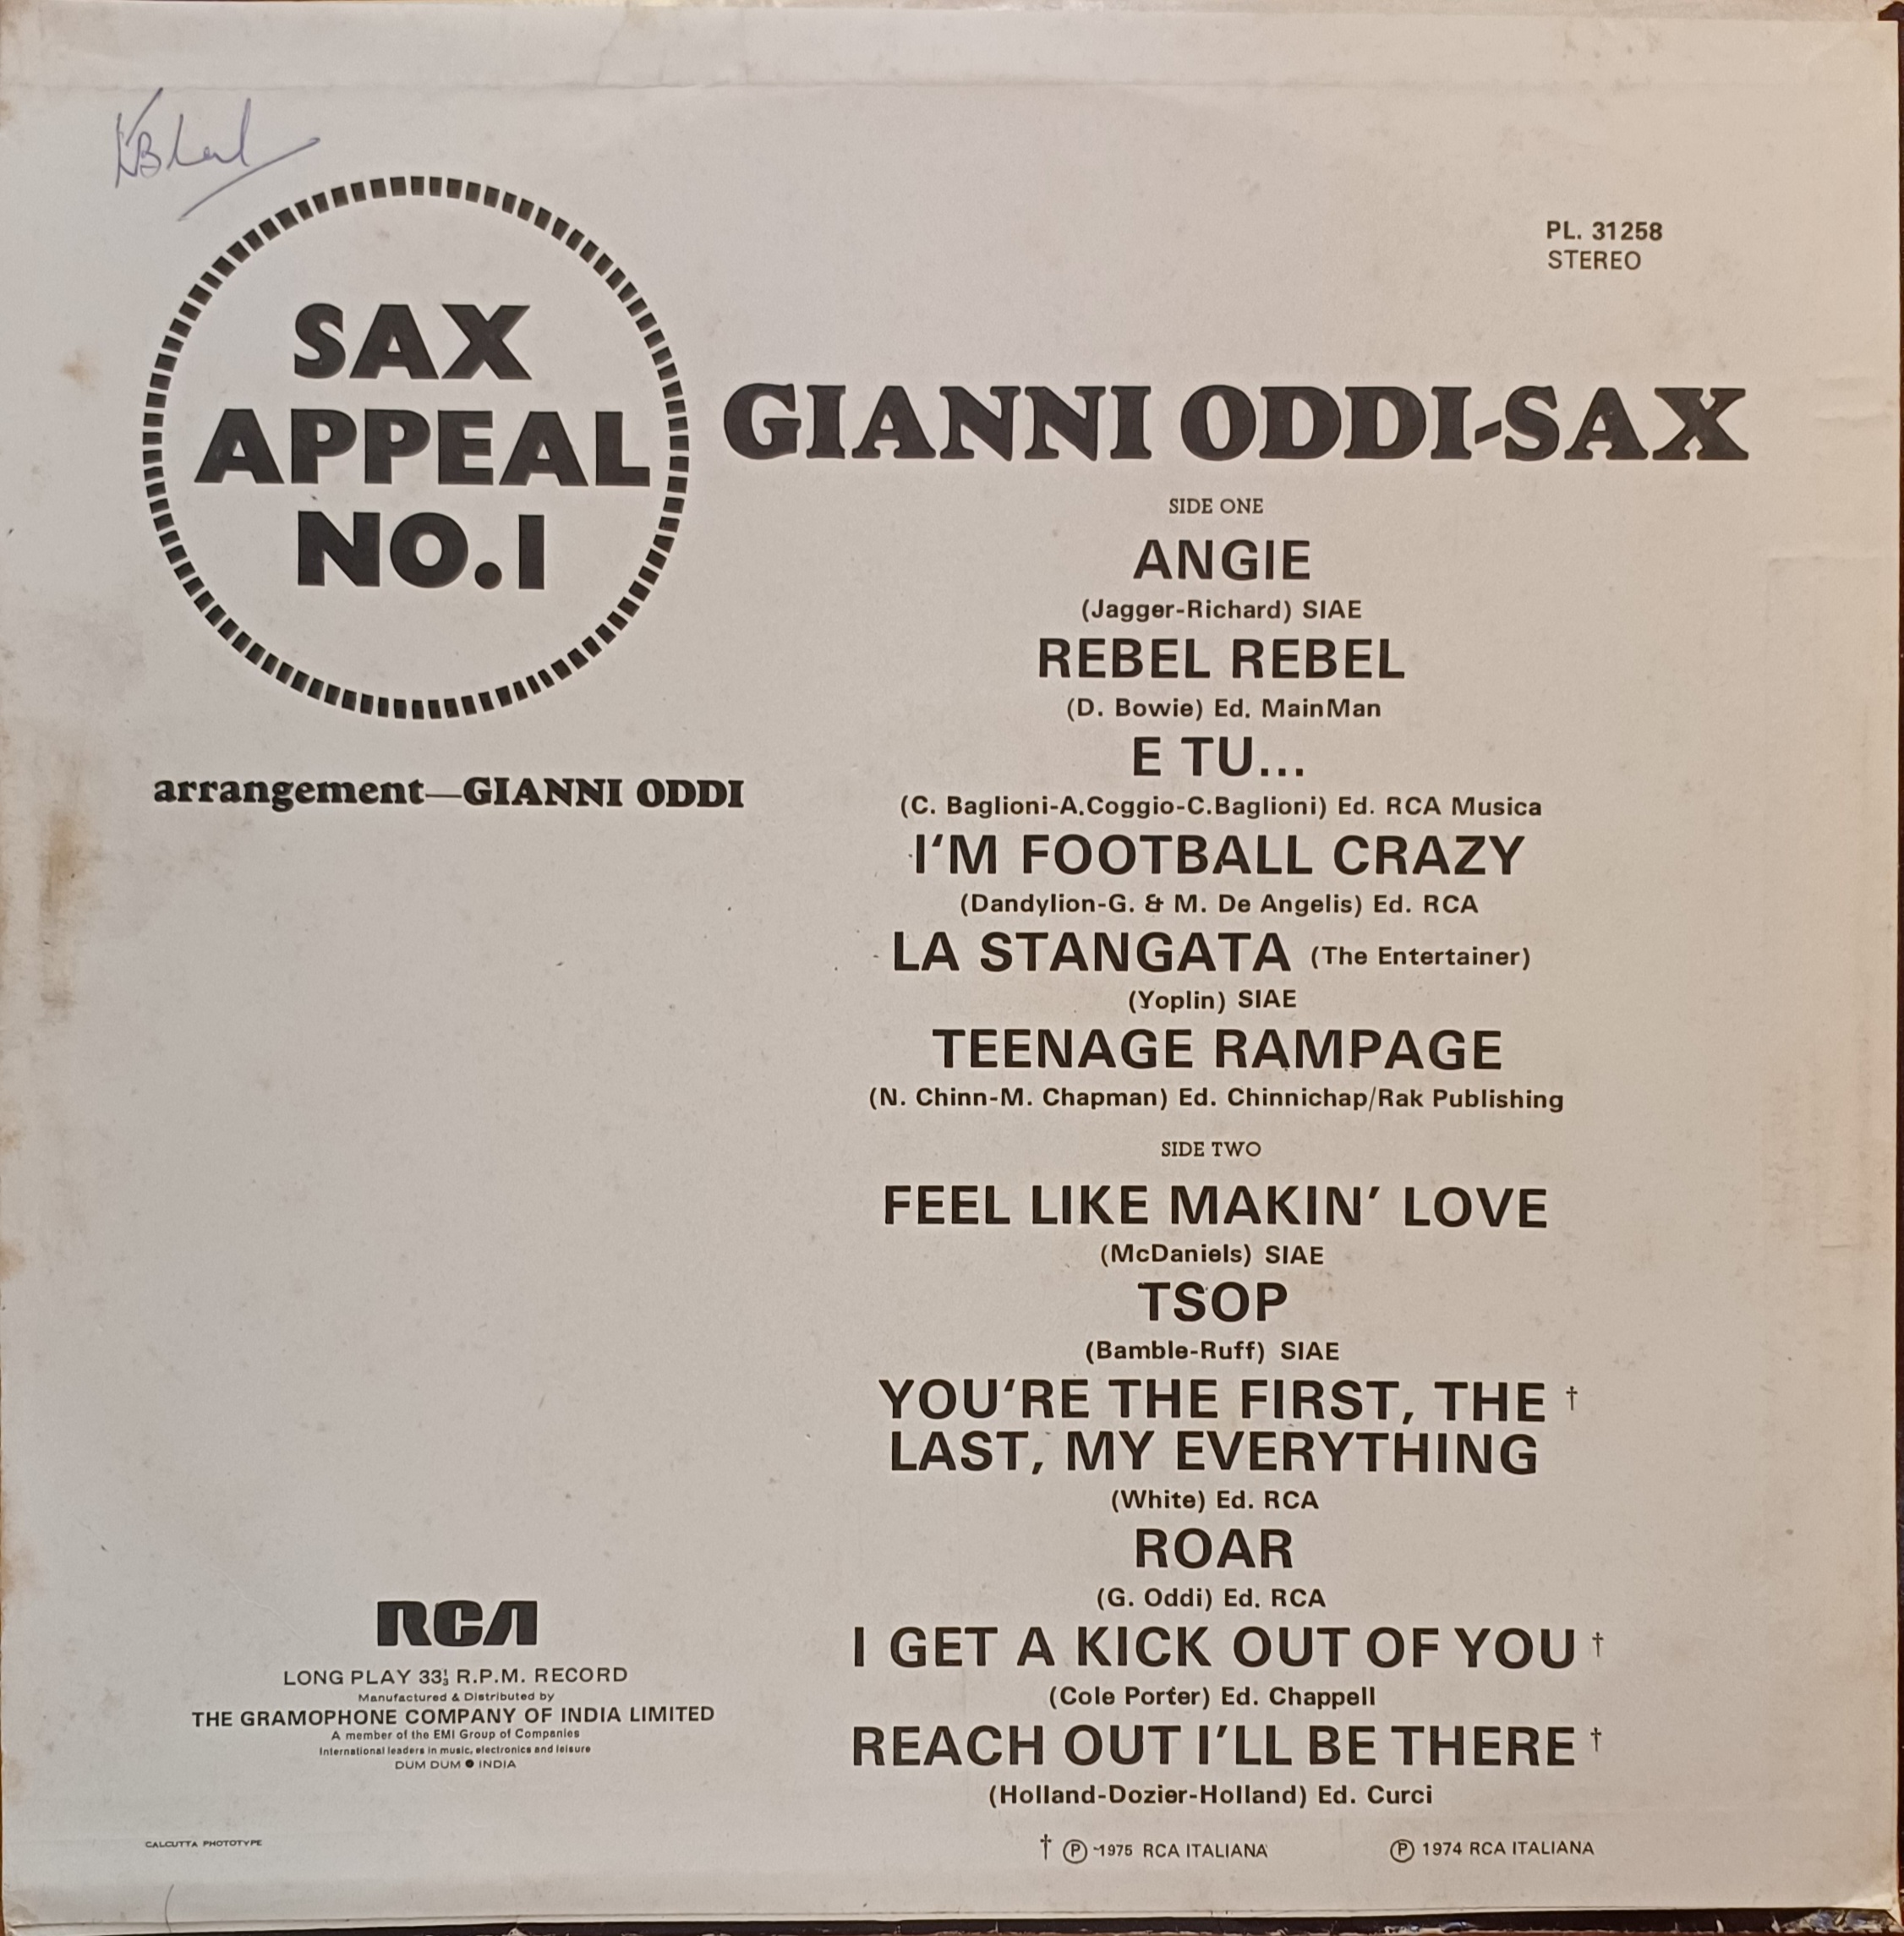 PL. 31258
STEREO
SAX
APPEAL
NO.1
arrangement—GIANNI ODDI
GIANNI ODDI-SAX
SIDE ONE
ANGIE
(Jagger-Richard) SIAE
REBEL REBEL
(D. Bowie) Ed. MainMan
E TU...
(C. Baglioni-A.Coggio-C.Baglioni) Ed. RCA Musica
I'M FOOTBALL CRAZY
(Dandylion-G. & M. De Angelis) Ed. RCA
LA STANGATA (The Entertainer)
(Yoplin) SIAE
TEENAGE RAMPAGE
(N. Chinn-M. Chapman) Ed. Chinnichap/Rak Publishing
SIDE TWO
FEEL LIKE MAKIN' LOVE
(McDaniels) SIAE
TSOP
(Bamble-Ruff) SIAE
YOU'RE THE FIRST, THE †
LAST, MY EVERYTHING
(White) Ed. RCA
ROAR
(G. Oddi) Ed. RCA
I GET A KICK OUT OF YOU †
(Cole Porter) Ed. Chappell
REACH OUT I'LL BE THERE †
(Holland-Dozier-Holland) Ed. Curci
† Ⓟ 1975 RCA ITALIANA Ⓟ 1974 RCA ITALIANA
RCA
LONG PLAY 33⅓ R.P.M. RECORD
Manufactured & Distributed by
THE GRAMOPHONE COMPANY OF INDIA LIMITED
A member of the EMI Group of Companies
International leaders in music, electronics and leisure
DUM DUM ● INDIA
CALCUTTA PHOTOTYPE